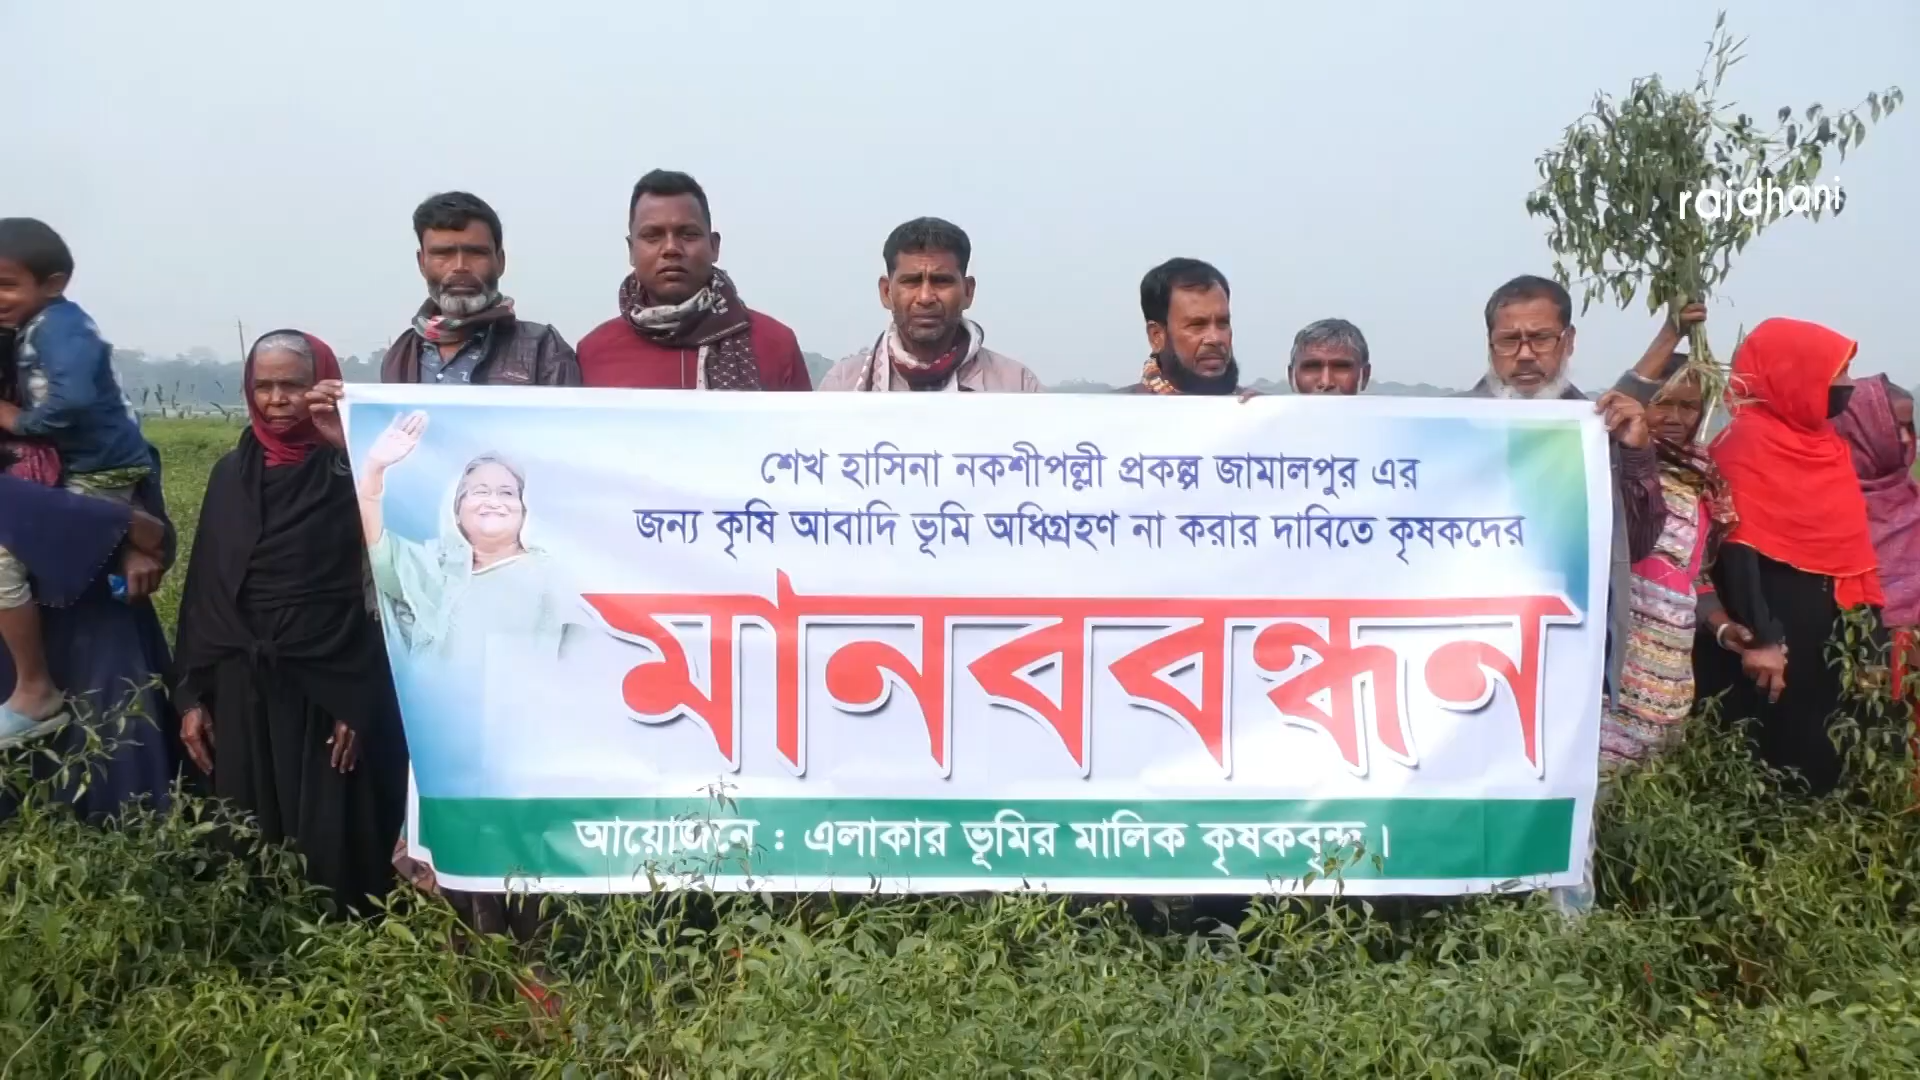 rajdhani
শেখ হাসিনা নকশীপল্লী প্রকল্প জামালপুর এর
জন্য কৃষি আবাদি ভূমি অধিগ্রহণ না করার দাবিতে কৃষকদের
মানববন্ধন
আয়োজনে : এলাকার ভূমির মালিক কৃষকবৃন্দ।